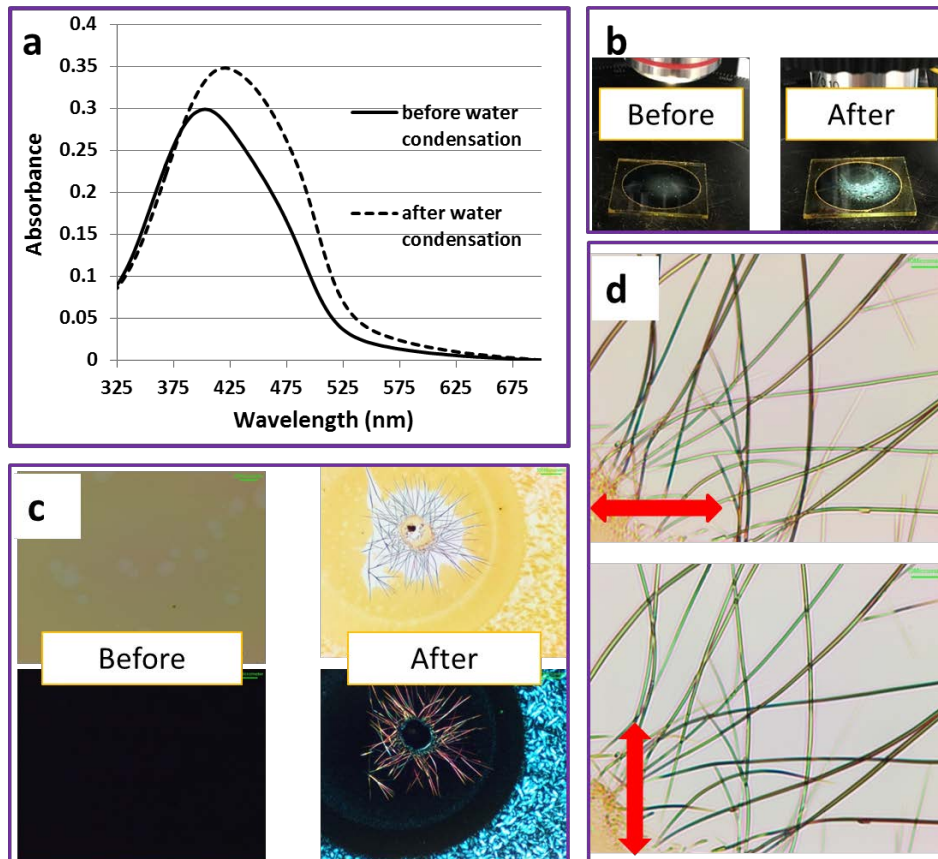 a
0.4
0.35
0.3
0.25
0.2
0.15
0.1
0.05
0
Absorbance
before water
condensation
after water
condensation
325 375 425 475 525 575 625 675
Wavelength (nm)
b
Before
After
c
Before
After
d